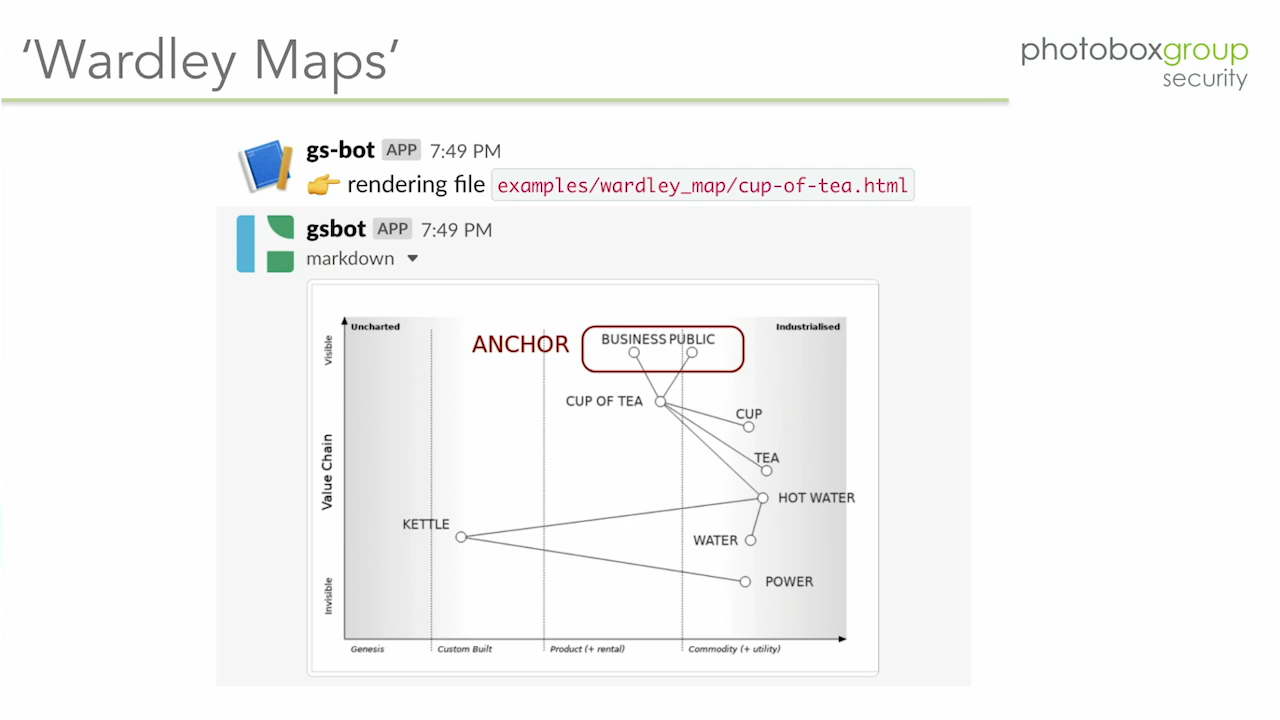 ‘Wardley Maps’
photoboxgroup
security
gs-bot APP 7:49 PM
rendering file examples/wardley_map/cup-of-tea.html
gsbot APP 7:49 PM
markdown
Uncharted
Industrialised
Visible
Value Chain
Invisible
ANCHOR
BUSINESS PUBLIC
CUP OF TEA
CUP
TEA
HOT WATER
KETTLE
WATER
POWER
Genesis
Custom Built
Product (+ rental)
Commodity (+ utility)